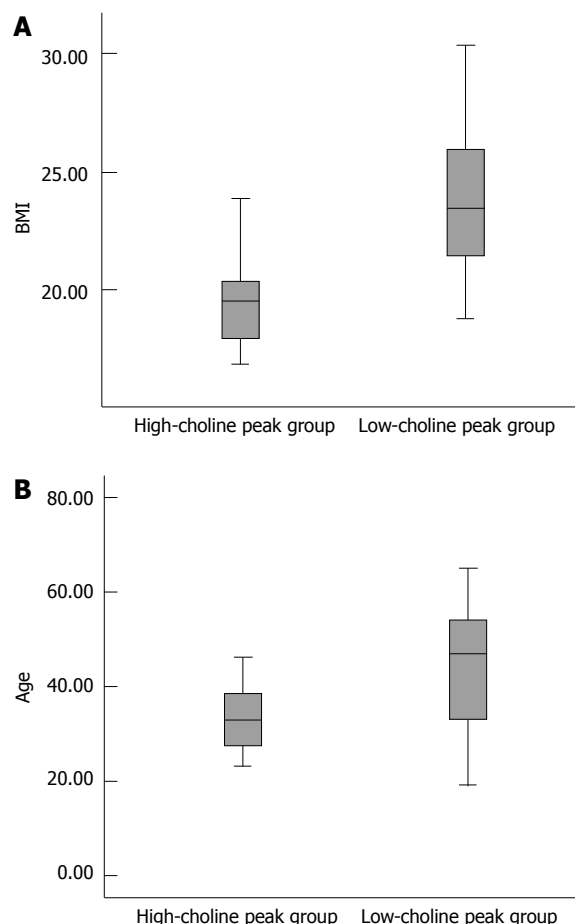 A
30.00
25.00
BMI
20.00
High-choline peak group Low-choline peak group
B
80.00
60.00
Age
40.00
20.00
0.00
High-choline peak group Low-choline peak group